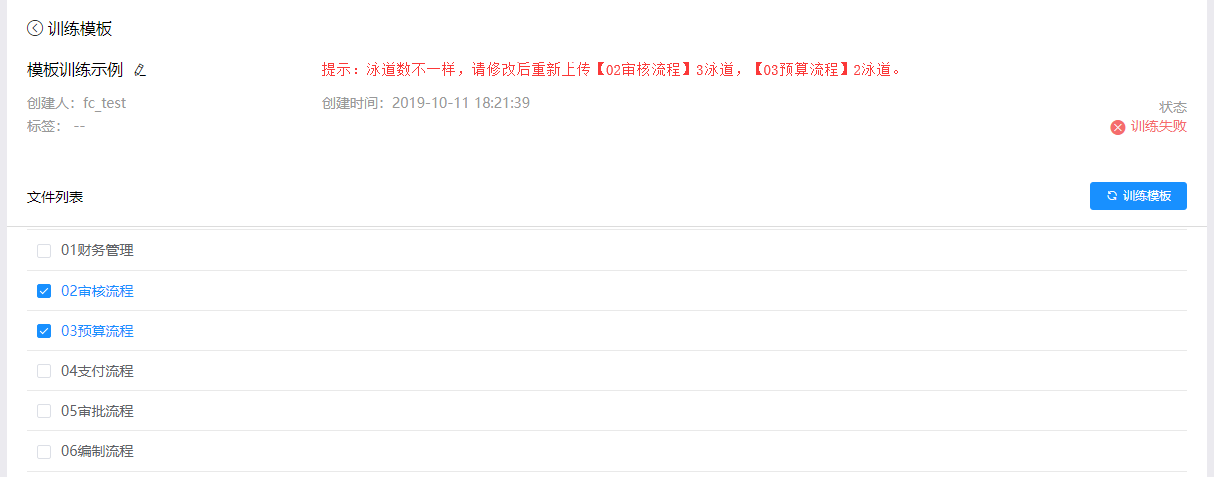 训练模板
模板训练示例
提示：泳道数不一样，请修改后重新上传【02审核流程】3泳道，【03预算流程】2泳道。
创建人：fc_test
创建时间：2019-10-11 18:21:39
标签： --
状态
训练失败
文件列表
训练模板
01财务管理
02审核流程
03预算流程
04支付流程
05审批流程
06编制流程